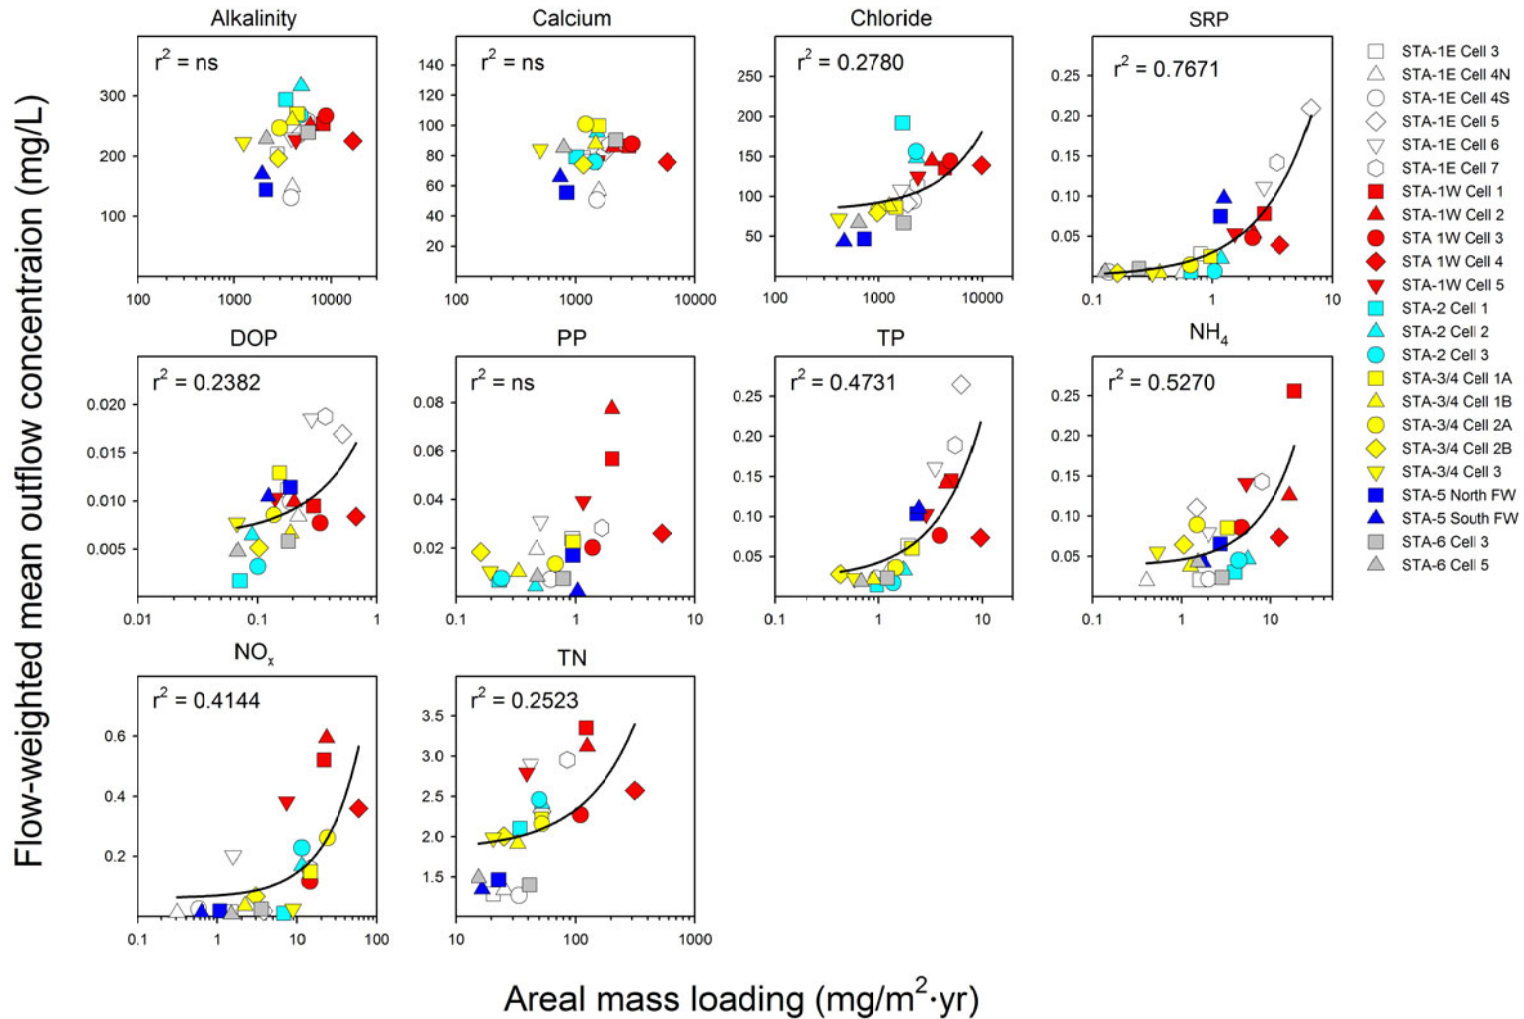 Alkalinity
r² = ns
300
200
100
100 1000 10000
Calcium
r² = ns
140
120
100
80
60
40
20
100 1000 10000
Chloride
r² = 0.2780
250
200
150
100
50
100 1000 10000
SRP
r² = 0.7671
0.25
0.20
0.15
0.10
0.05
0.1 1 10
DOP
r² = 0.2382
0.020
0.015
0.010
0.005
0.01 0.1 1
PP
r² = ns
0.08
0.06
0.04
0.02
0.1 1 10
TP
r² = 0.4731
0.25
0.20
0.15
0.10
0.05
1 10
NH₄
r² = 0.5270
0.25
0.20
0.15
0.10
0.05
0.1 1 10
NOₓ
r² = 0.4144
0.6
0.4
0.2
0.1 1 10 100
TN
r² = 0.2523
3.5
3.0
2.5
2.0
1.5
10 100 1000
STA-1E Cell 3
STA-1E Cell 4N
STA-1E Cell 4S
STA-1E Cell 5
STA-1E Cell 6
STA-1E Cell 7
STA-1W Cell 1
STA-1W Cell 2
STA 1W Cell 3
STA 1W Cell 4
STA-1W Cell 5
STA-2 Cell 1
STA-2 Cell 2
STA-2 Cell 3
STA-3/4 Cell 1A
STA-3/4 Cell 1B
STA-3/4 Cell 2A
STA-3/4 Cell 2B
STA-3/4 Cell 3
STA-5 North FW
STA-5 South FW
STA-6 Cell 3
STA-6 Cell 5
Flow-weighted mean outflow concentraion (mg/L)
Areal mass loading (mg/m²·yr)